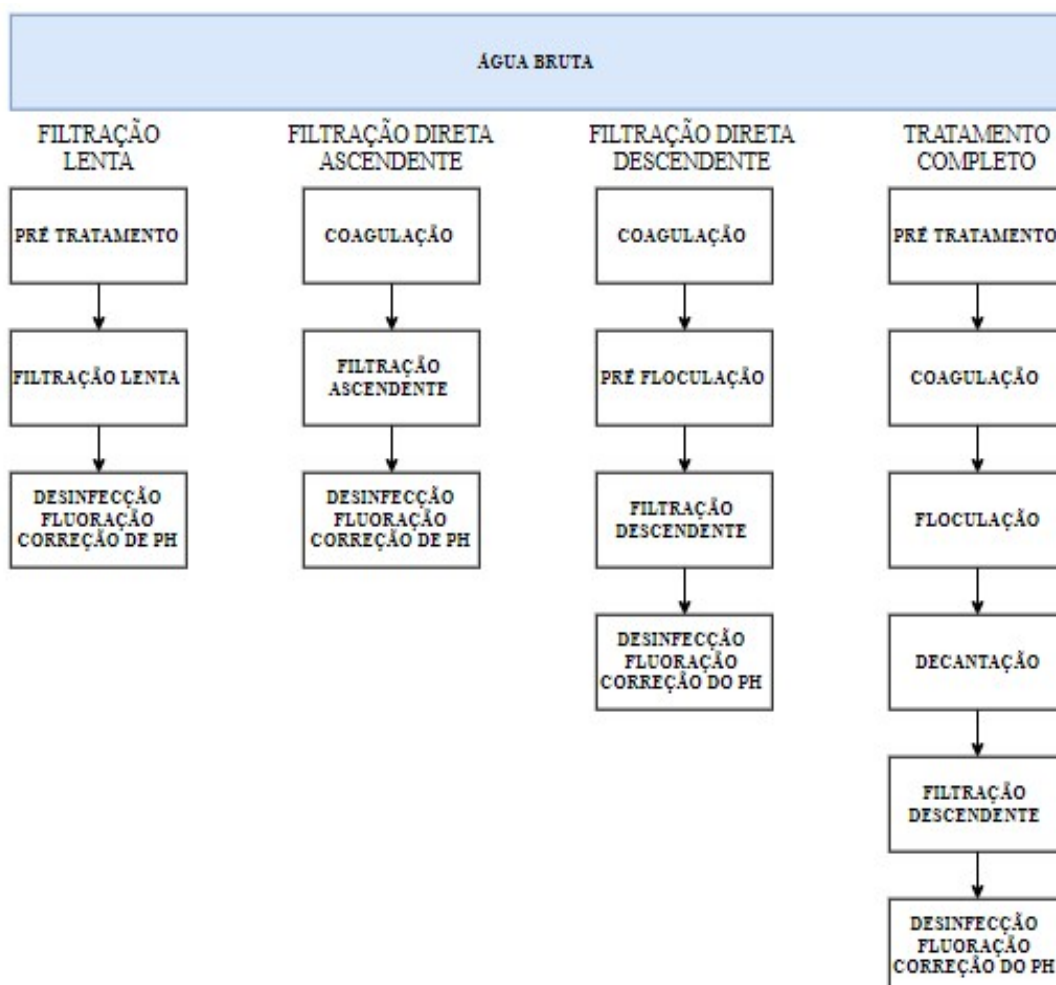 ÁGUA BRUTA
FILTRAÇÃO
LENTA
PRÉ TRATAMENTO
FILTRAÇÃO LENTA
DESINFECÇÃO
FLUORAÇÃO
CORREÇÃO DE PH
FILTRAÇÃO DIRETA
ASCENDENTE
COAGULAÇÃO
FILTRAÇÃO
ASCENDENTE
DESINFECÇÃO
FLUORAÇÃO
CORREÇÃO DE PH
FILTRAÇÃO DIRETA
DESCENDENTE
COAGULAÇÃO
PRÉ FLOCULAÇÃO
FILTRAÇÃO
DESCENDENTE
DESINFECÇÃO
FLUORAÇÃO
CORREÇÃO DO PH
TRATAMENTO
COMPLETO
PRÉ TRATAMENTO
COAGULAÇÃO
FLOCULAÇÃO
DECANTAÇÃO
FILTRAÇÃO
DESCENDENTE
DESINFECÇÃO
FLUORAÇÃO
CORREÇÃO DO PH